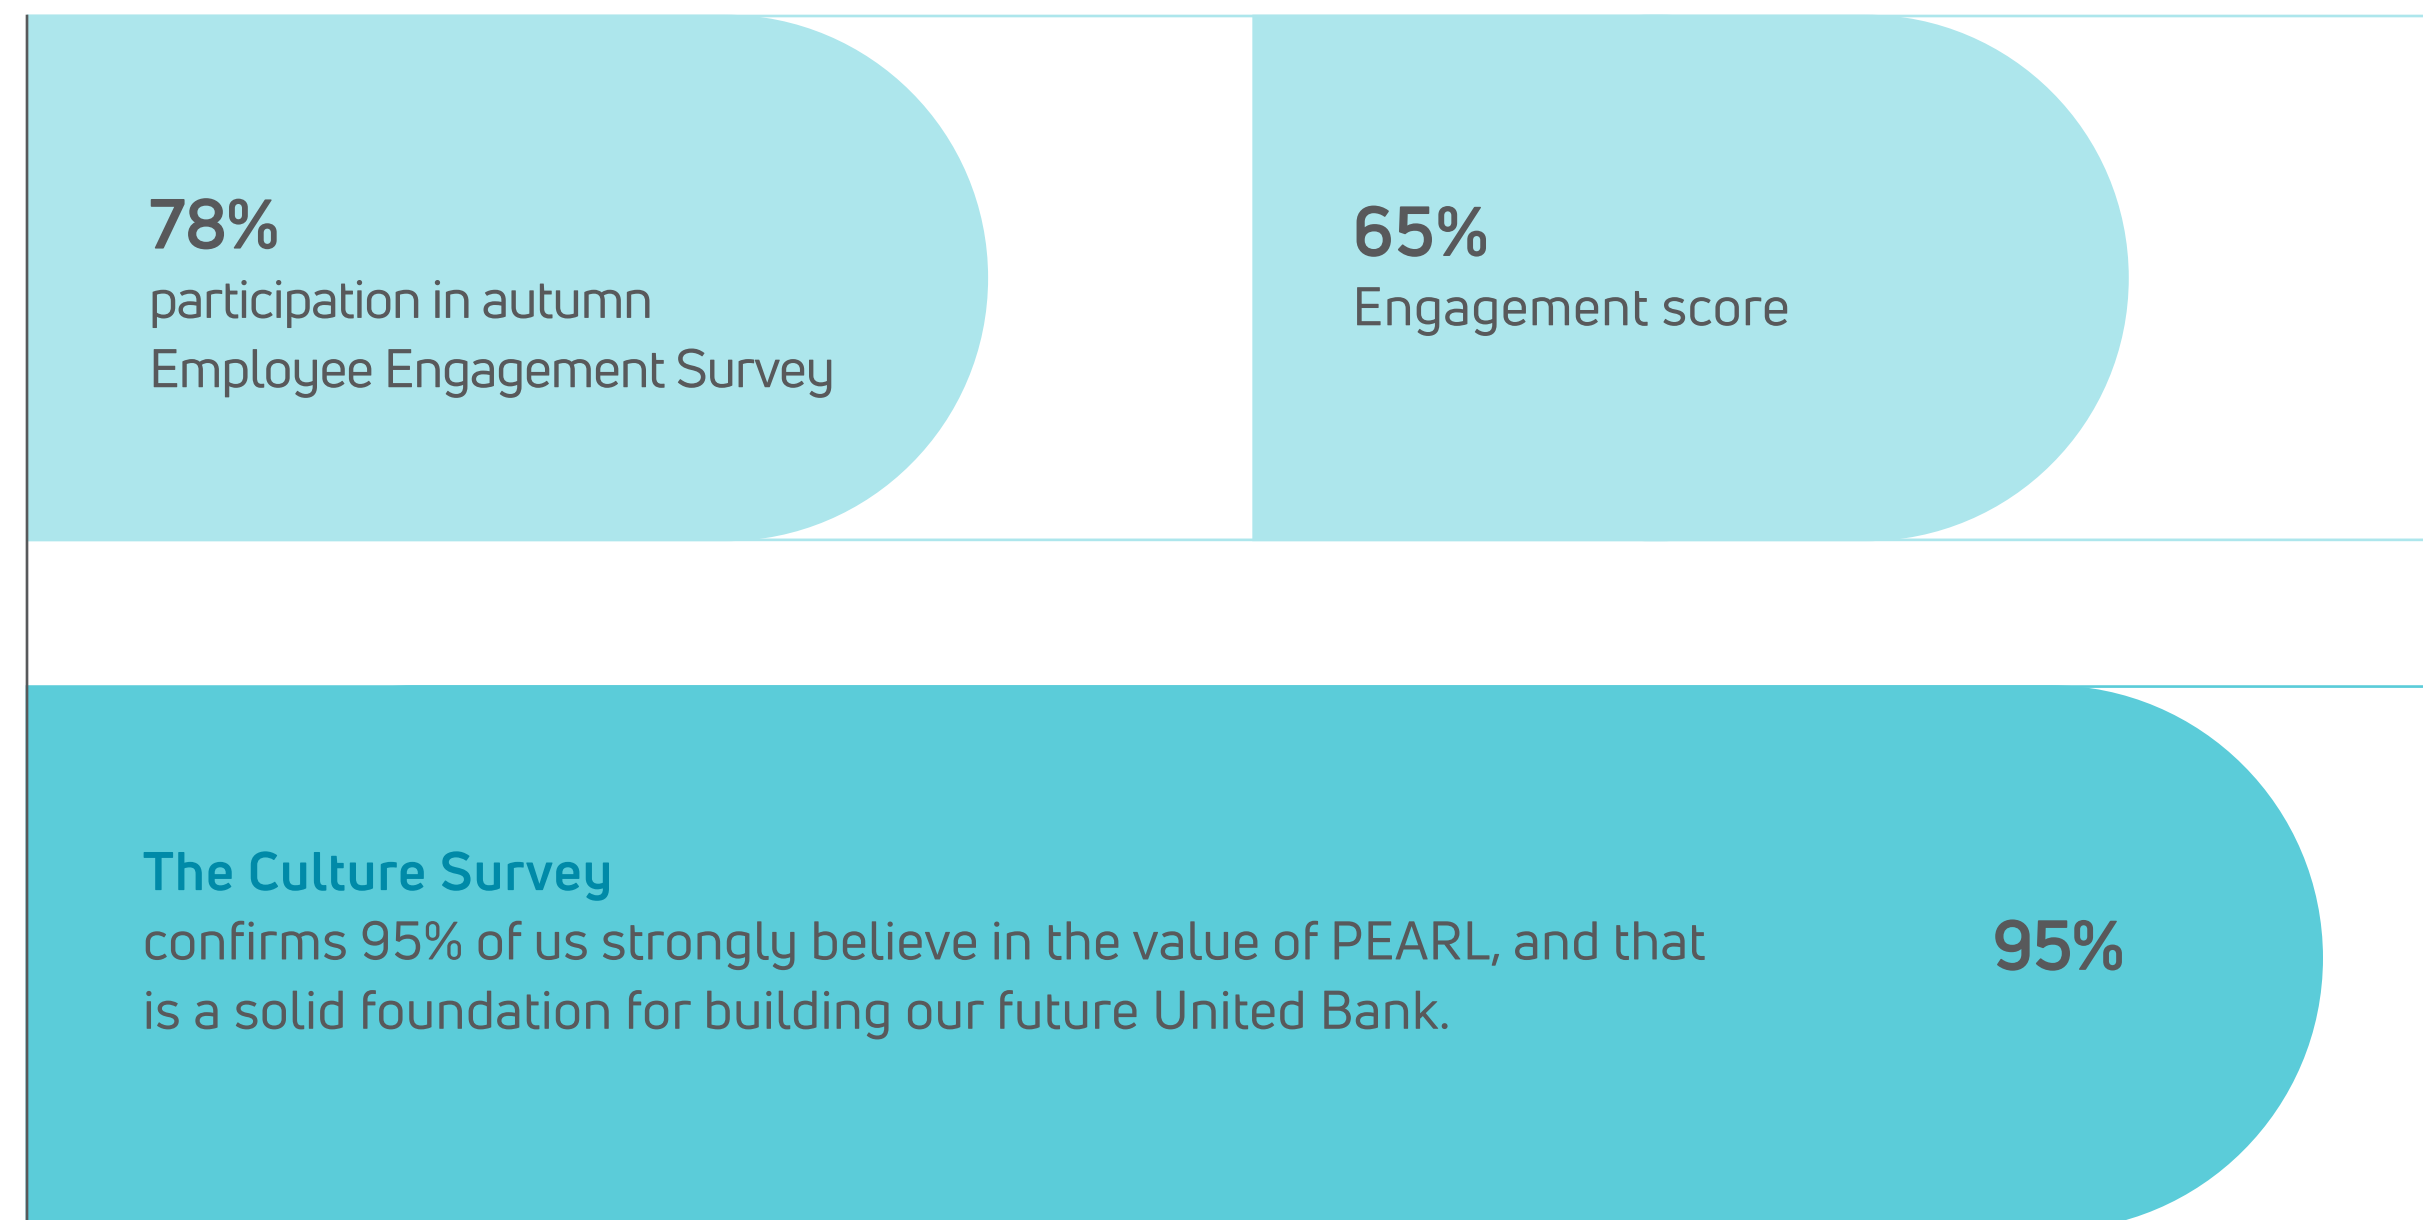 78%
participation in autumn
Employee Engagement Survey
65%
Engagement score
The Culture Survey
confirms 95% of us strongly believe in the value of PEARL, and that
is a solid foundation for building our future United Bank.
95%